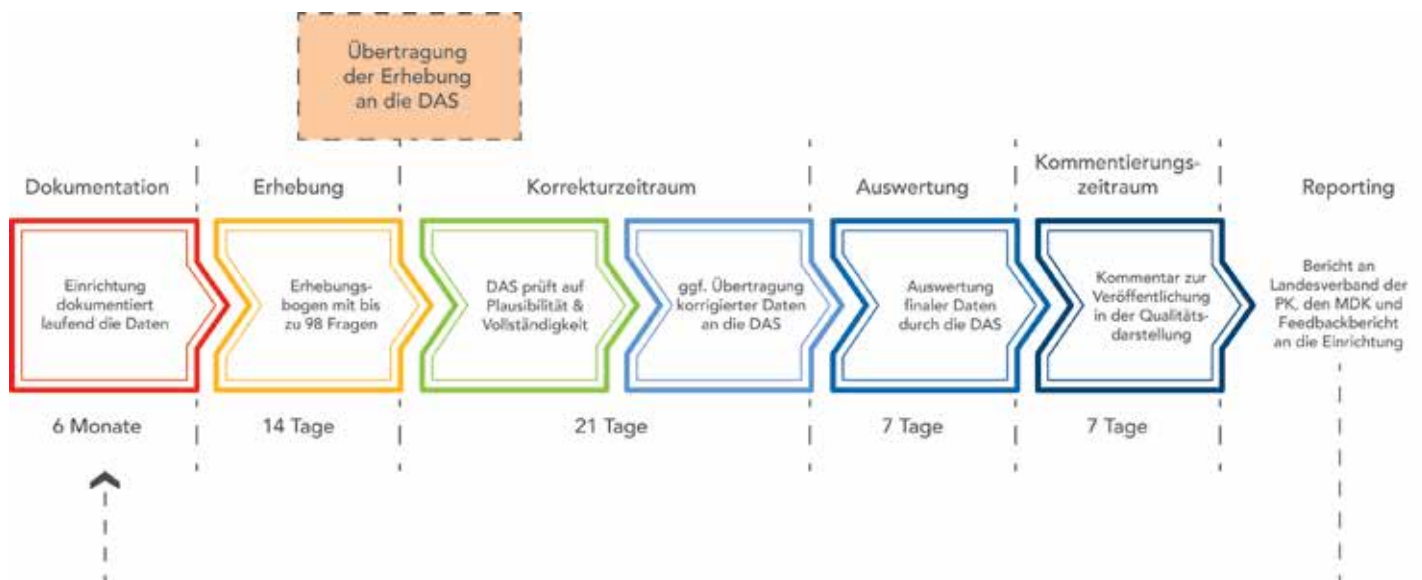 Übertragung
der Erhebung
an die DAS
Dokumentation
Erhebung
Korrekturzeitraum
Auswertung
Kommentierungs-
zeitraum
Reporting
Einrichtung
dokumentiert
laufend die Daten
Erhebungs-
bogen mit bis
zu 98 Fragen
DAS prüft auf
Plausibilität &
Vollständigkeit
ggf. Übertragung
korrigierter Daten
an die DAS
Auswertung
finaler Daten
durch die DAS
Kommentar zur
Veröffentlichung
in der Qualitäts-
darstellung
Bericht an
Landesverband der
PK, den MDK und
Feedbackbericht
an die Einrichtung
6 Monate
14 Tage
21 Tage
7 Tage
7 Tage